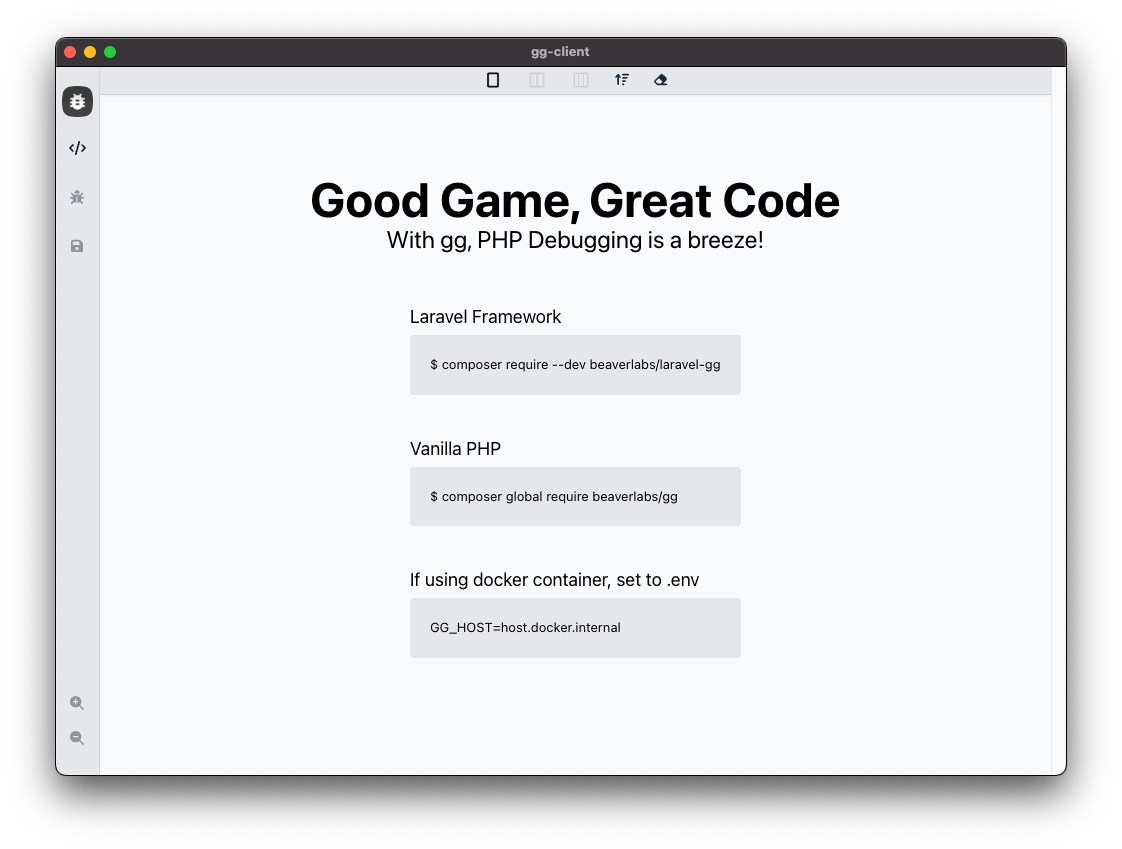 gg-client
Good Game, Great Code
With gg, PHP Debugging is a breeze!
Laravel Framework
$ composer require --dev beaverlabs/laravel-gg
Vanilla PHP
$ composer global require beaverlabs/gg
If using docker container, set to .env
GG_HOST=host.docker.internal